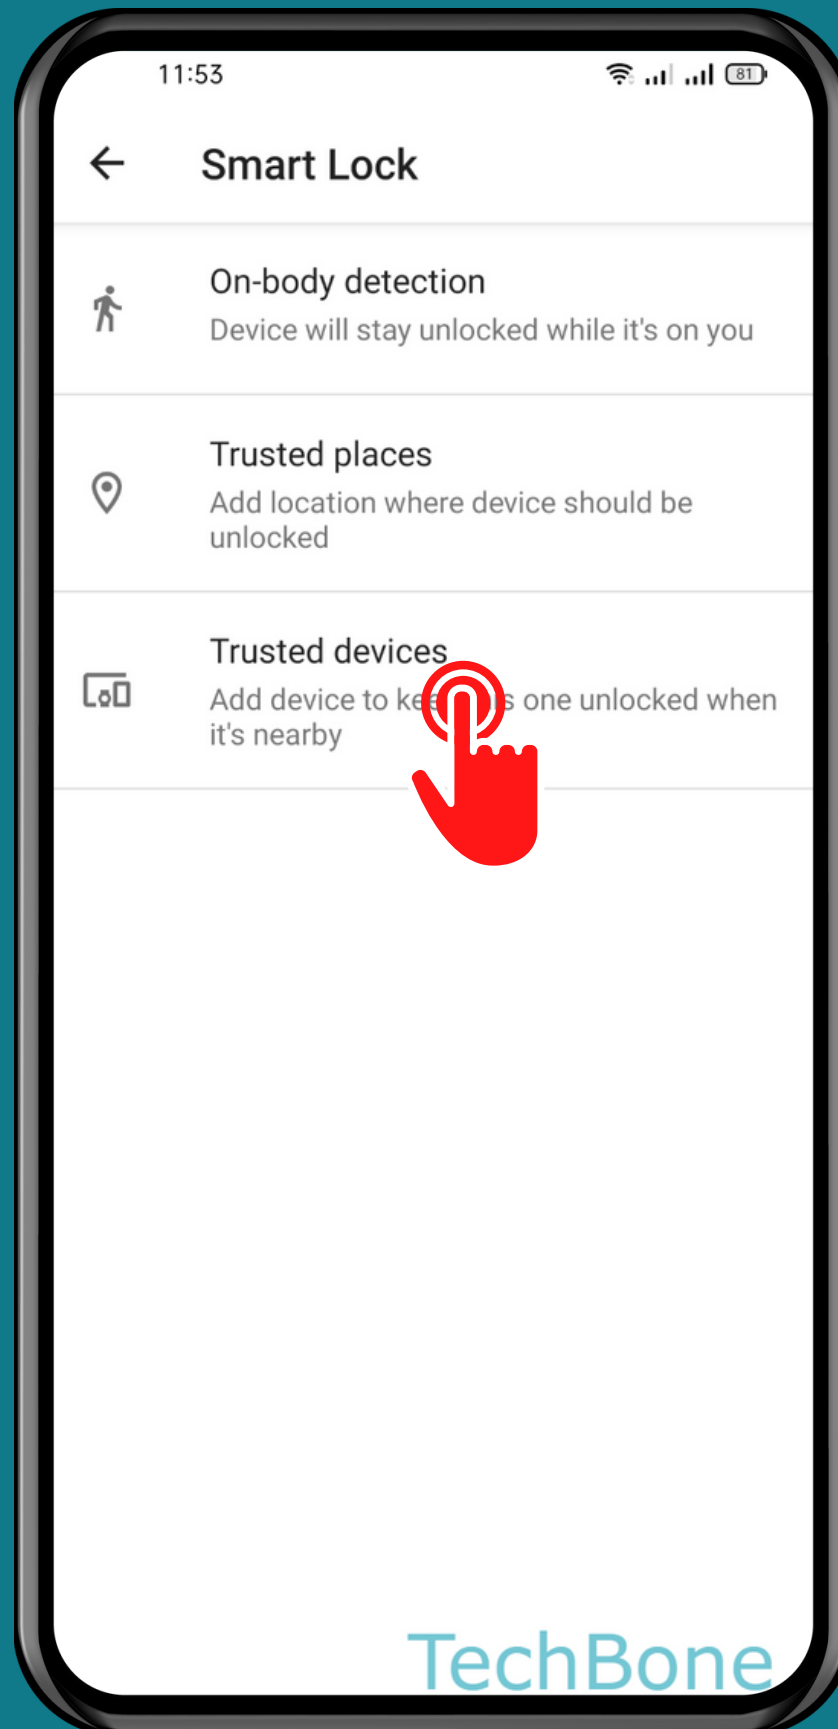 11:53
81
Smart Lock
On-body detection
Device will stay unlocked while it's on you
Trusted places
Add location where device should be
unlocked
Trusted devices
Add device to one unlocked when
it's nearby
TechBone